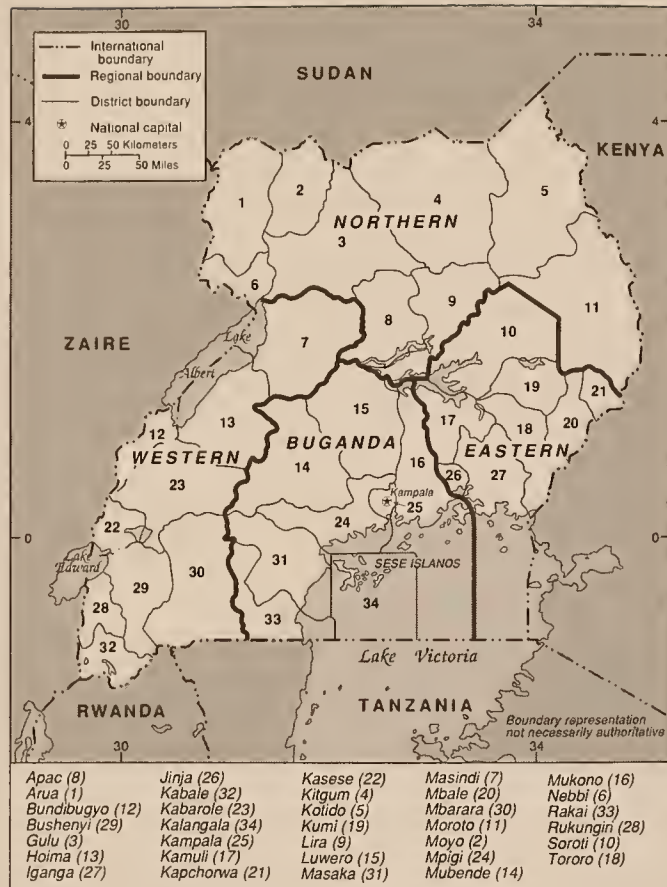 30
34
International
boundary
Regional boundary
District boundary
National capital
0 25 50 Kilometers
0 25 50 Miles
SUDAN
4
4
KENYA
1
2
NORTHERN
3
4
5
6
7
8
9
10
11
ZAIRE
Lake
Albert
12
13
WESTERN
23
BUGANDA
14
15
16
17
18
19
20
21
EASTERN
26
27
Kampala
25
24
22
0
0
Lake
Edward
28
29
30
31
32
33
SESE ISLANDS
34
Lake Victoria
RWANDA
TANZANIA
Boundary representation
not necessarily authoritative
30
34
Apac (8)
Arua (1)
Bundibugyo (12)
Bushenyi (29)
Gulu (3)
Hoima (13)
Iganga (27)
Jinja (26)
Kabale (32)
Kabarole (23)
Kalangala (34)
Kampala (25)
Kamuli (17)
Kapchorwa (21)
Kasese (22)
Kitgum (4)
Kotido (5)
Kumi (19)
Lira (9)
Luwero (15)
Masaka (31)
Masindi (7)
Mbale (20)
Mbarara (30)
Moroto (11)
Moyo (2)
Mpigi (24)
Mubende (14)
Mukono (16)
Nebbi (6)
Rakai (33)
Rukungiri (28)
Soroti (10)
Tororo (18)